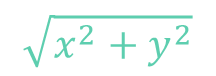 √(x² + y²)